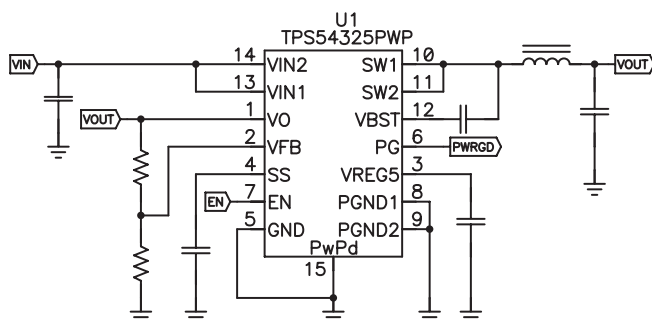 U1
TPS54325PWP
VIN 14 VIN2 SW1 10 VOUT
13 VIN1 SW2 11
VOUT 1 VO VBST 12
2 VFB PG 6 PWRGD
4 SS VREG5 3
EN 7 EN PGND1 8
5 GND PGND2 9
PwPd
15